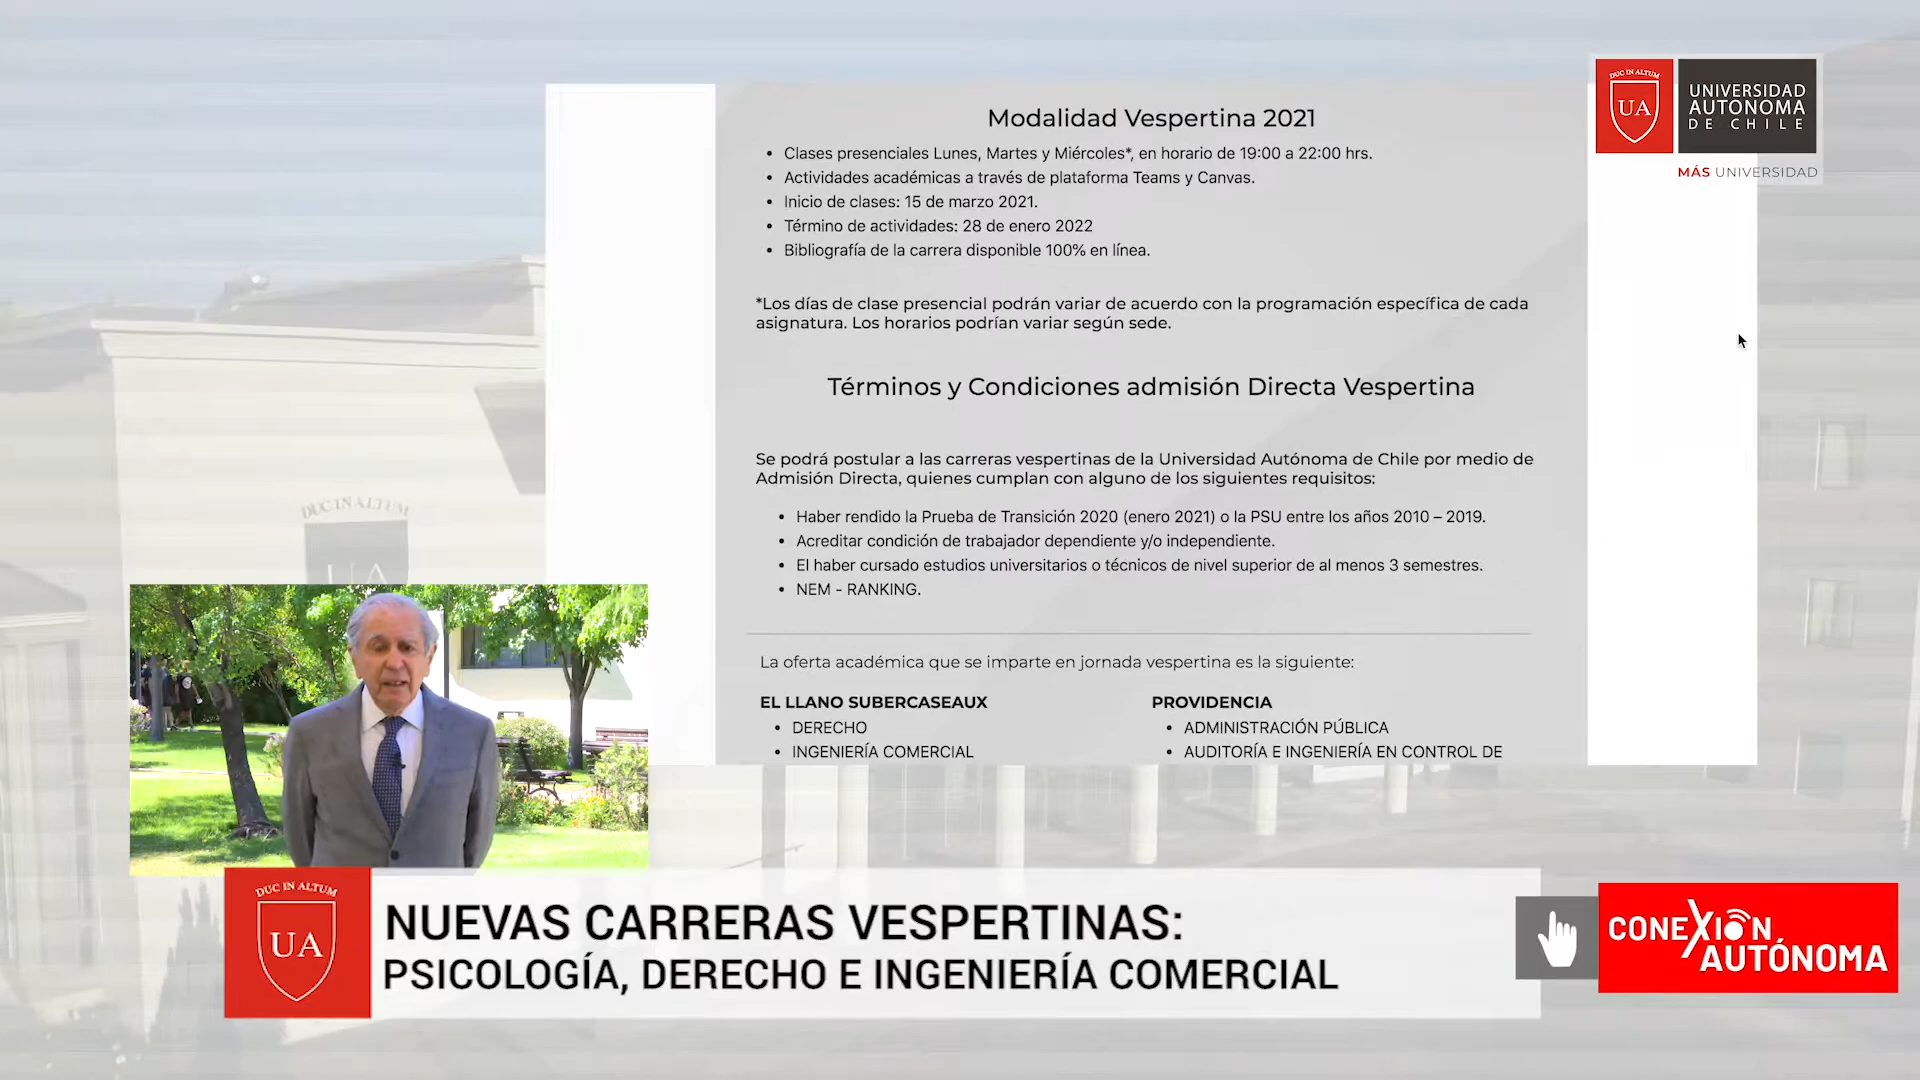 Modalidad Vespertina 2021
• Clases presenciales Lunes, Martes y Miércoles*, en horario de 19:00 a 22:00 hrs.
• Actividades académicas a través de plataforma Teams y Canvas.
• Inicio de clases: 15 de marzo 2021.
• Término de actividades: 28 de enero 2022
• Bibliografía de la carrera disponible 100% en línea.
*Los días de clase presencial podrán variar de acuerdo con la programación específica de cada
asignatura. Los horarios podrían variar según sede.
Términos y Condiciones admisión Directa Vespertina
Se podrá postular a las carreras vespertinas de la Universidad Autónoma de Chile por medio de
Admisión Directa, quienes cumplan con alguno de los siguientes requisitos:
• Haber rendido la Prueba de Transición 2020 (enero 2021) o la PSU entre los años 2010 – 2019.
• Acreditar condición de trabajador dependiente y/o independiente.
• El haber cursado estudios universitarios o técnicos de nivel superior de al menos 3 semestres.
• NEM - RANKING.
La oferta académica que se imparte en jornada vespertina es la siguiente:
EL LLANO SUBERCASEAUX
• DERECHO
• INGENIERÍA COMERCIAL
PROVIDENCIA
• ADMINISTRACIÓN PÚBLICA
• AUDITORÍA E INGENIERÍA EN CONTROL DE
DUC IN ALTUM
UA
UNIVERSIDAD
AUTONOMA
DE CHILE
MÁS UNIVERSIDAD
DUC IN ALTUM
UA
DUC IN ALTUM
UA
NUEVAS CARRERAS VESPERTINAS:
PSICOLOGÍA, DERECHO E INGENIERÍA COMERCIAL
CONEXIÓN
AUTÓNOMA